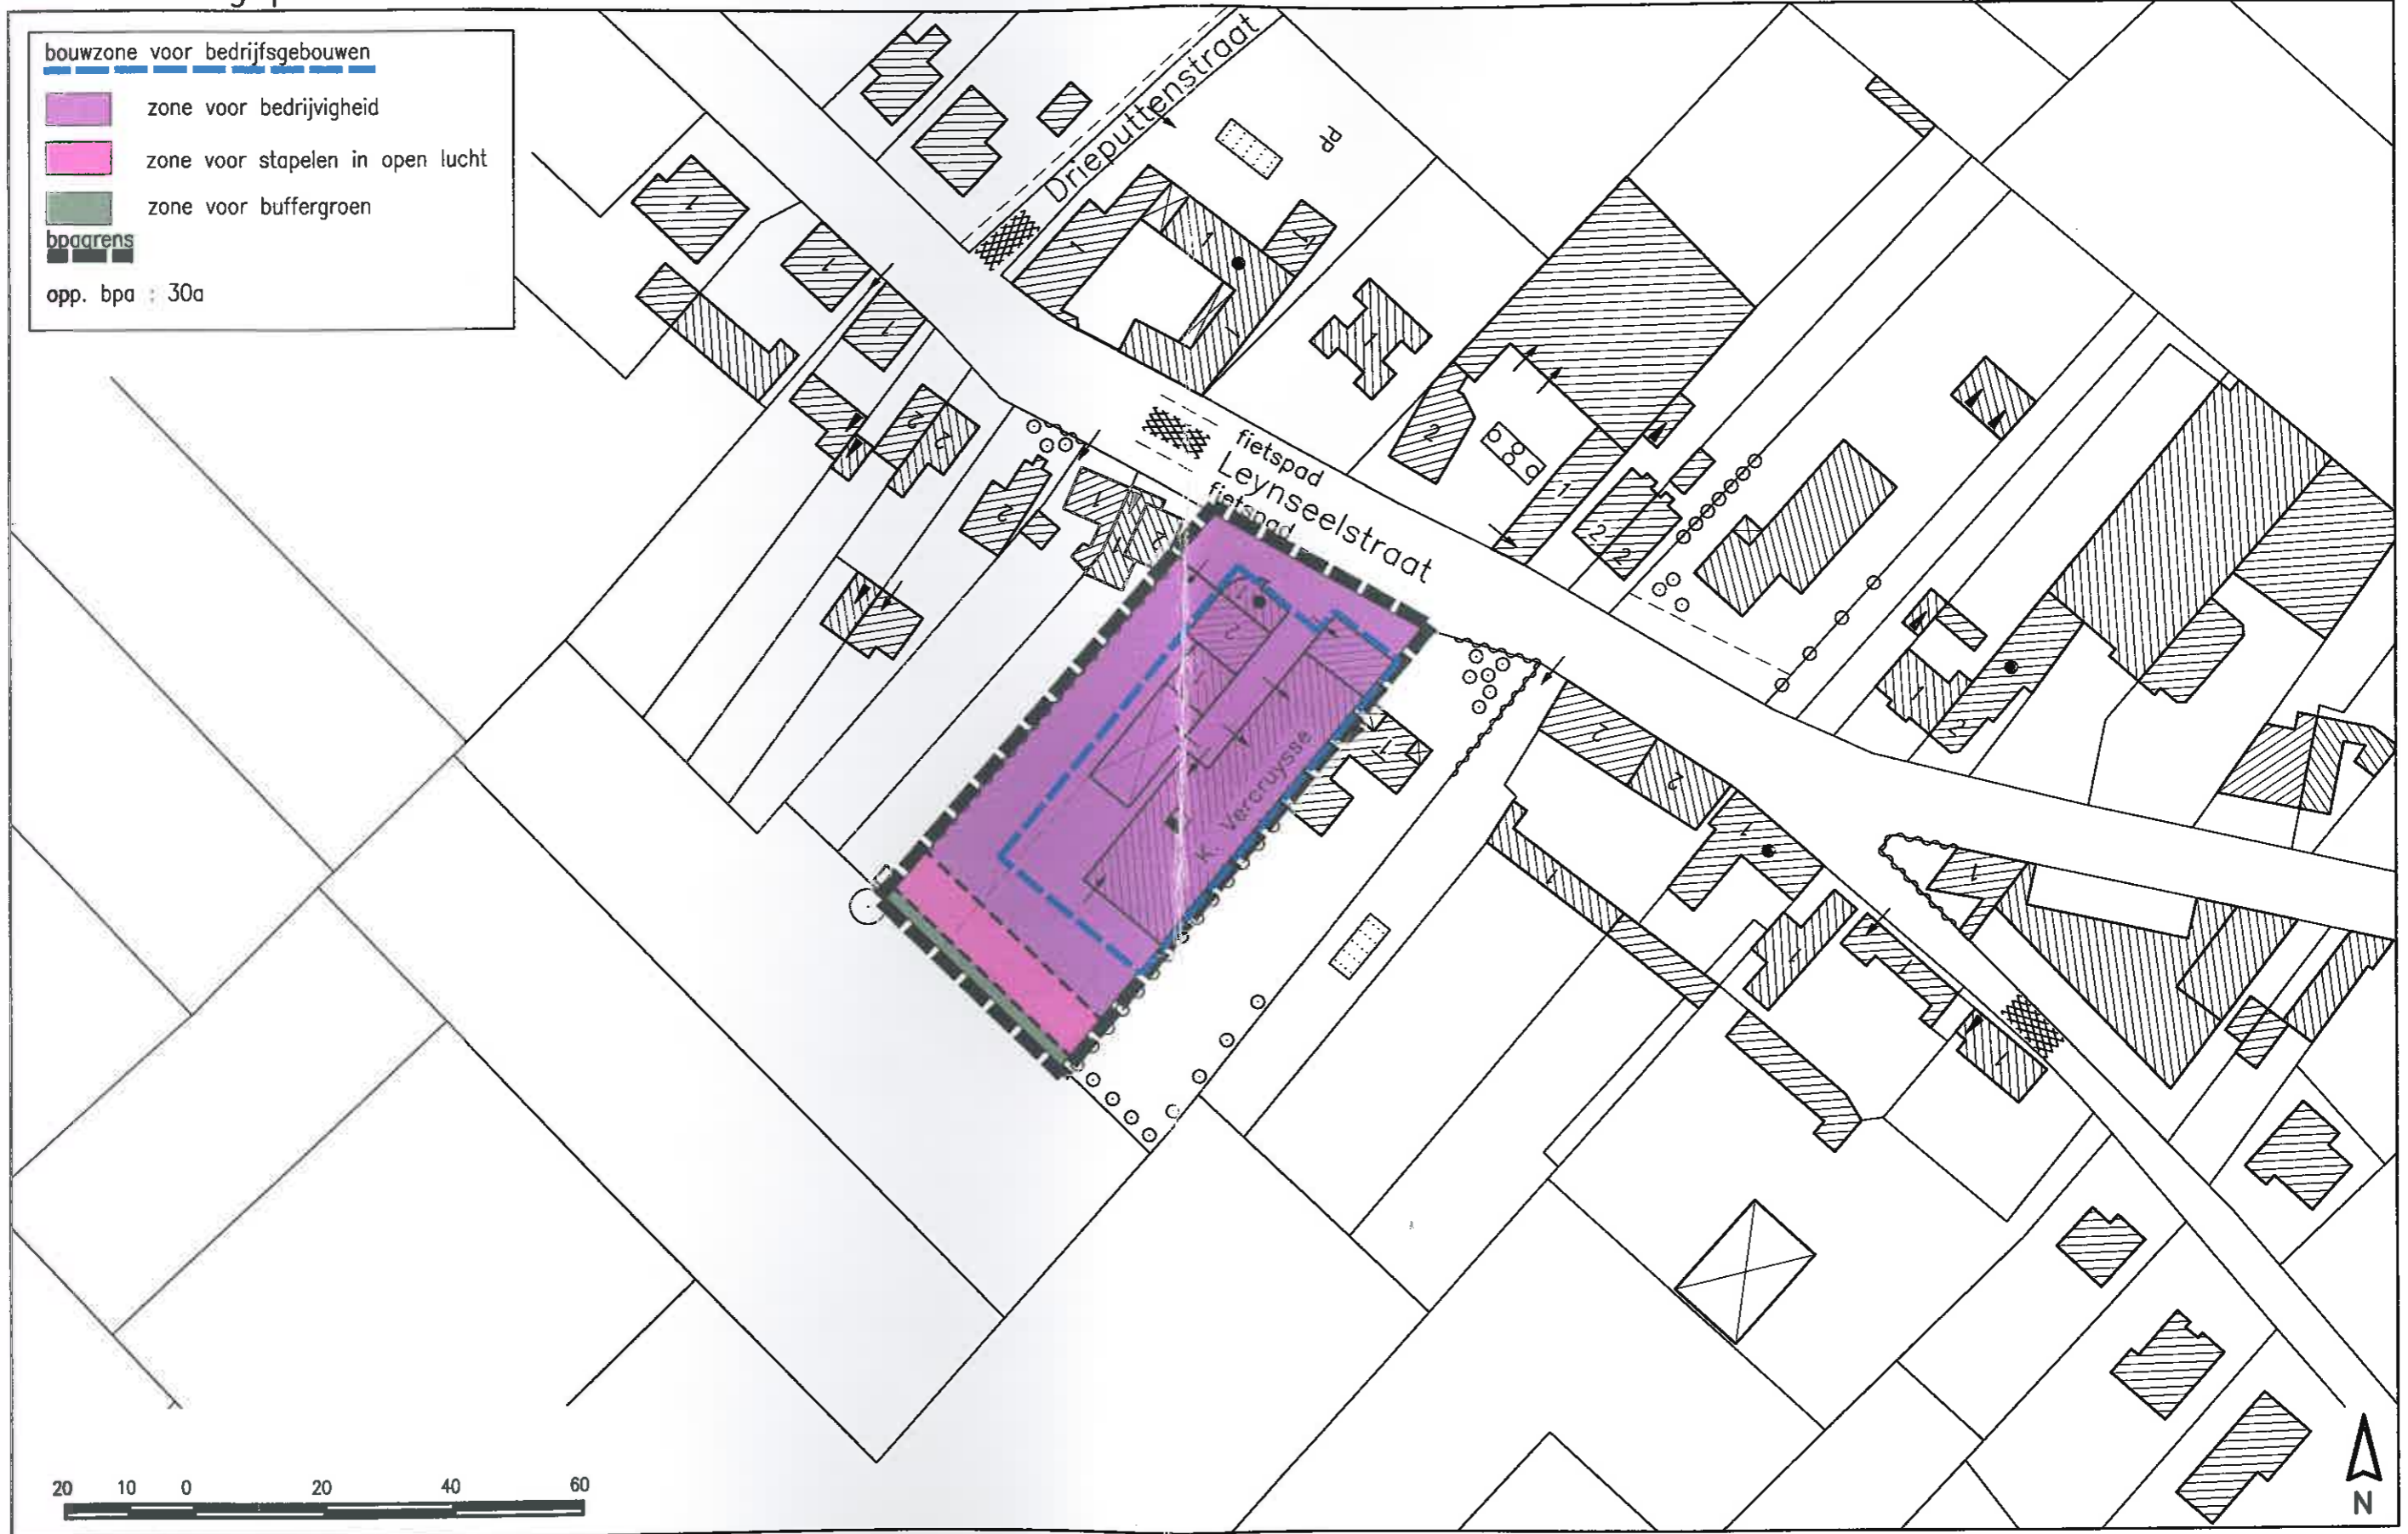 bouwzone voor bedrijfsgebouwen
zone voor bedrijvigheid
zone voor stapelen in open lucht
zone voor buffergroen
bpagrens
opp. bpa : 30a
Drieputtenstraat
PP
fietspad
Leynseelstraat
fietspad
K. Vercruysse
20 10 0 20 40 60
N